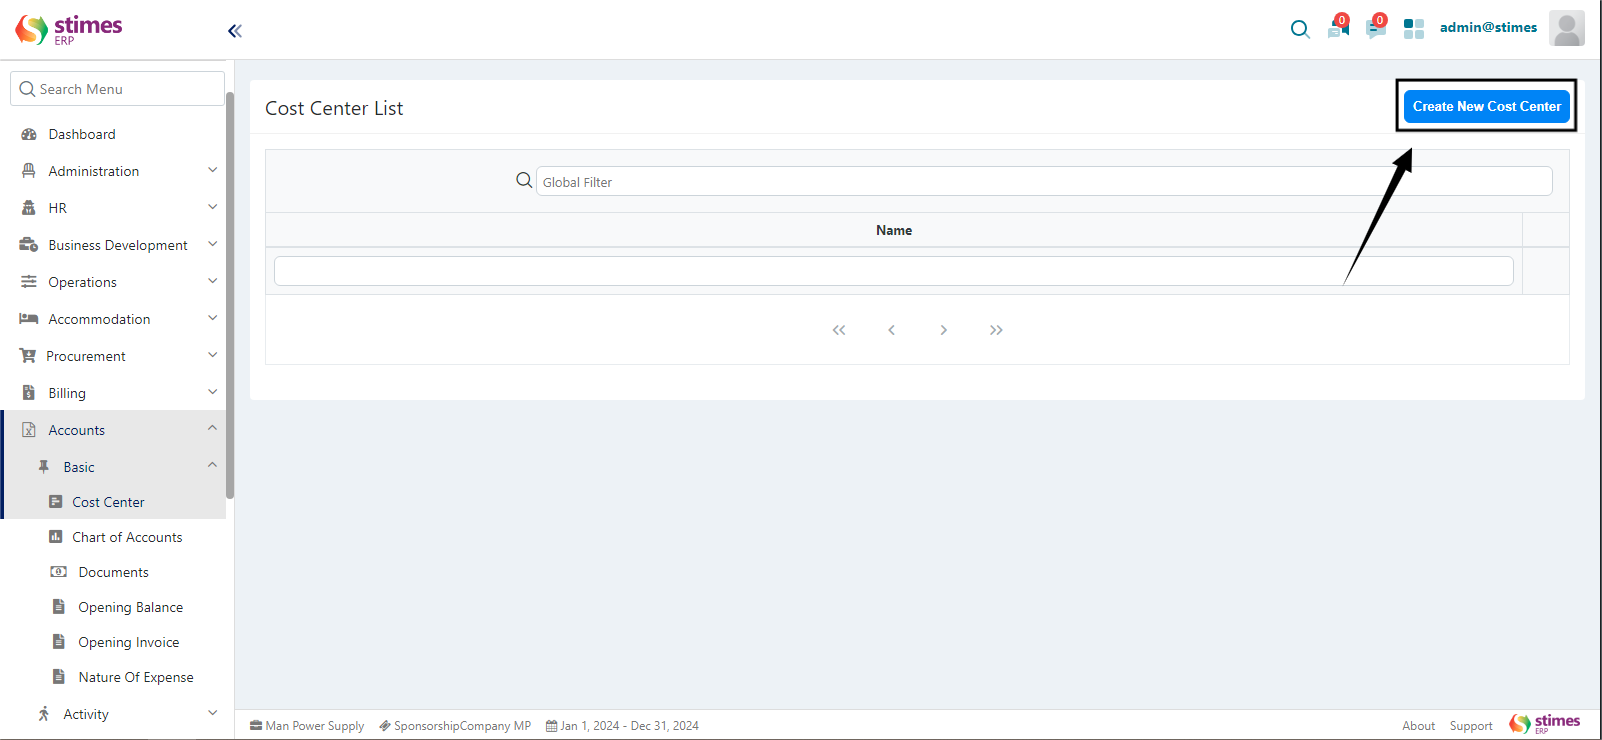 stimes
ERP
0
0
admin@stimes
Search Menu
Dashboard
Administration
HR
Business Development
Operations
Accommodation
Procurement
Billing
Accounts
Basic
Cost Center
Chart of Accounts
Documents
Opening Balance
Opening Invoice
Nature Of Expense
Activity
Cost Center List
Create New Cost Center
Global Filter
Name
Man Power Supply SponsorshipCompany MP Jan 1, 2024 - Dec 31, 2024
About Support stimes
ERP